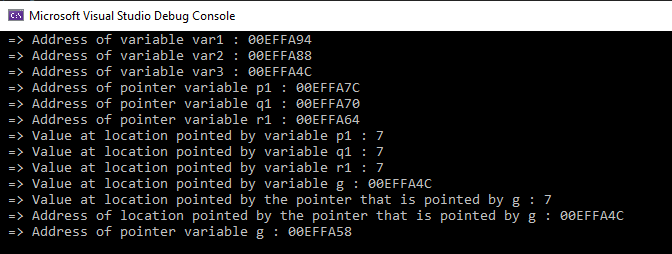 Microsoft Visual Studio Debug Console
=> Address of variable var1 : 00EFFA94
=> Address of variable var2 : 00EFFA88
=> Address of variable var3 : 00EFFA4C
=> Address of pointer variable p1 : 00EFFA7C
=> Address of pointer variable q1 : 00EFFA70
=> Address of pointer variable r1 : 00EFFA64
=> Value at location pointed by variable p1 : 7
=> Value at location pointed by variable q1 : 7
=> Value at location pointed by variable r1 : 7
=> Value at location pointed by variable g : 00EFFA4C
=> Value at location pointed by the pointer that is pointed by g : 7
=> Address of location pointed by the pointer that is pointed by g : 00EFFA4C
=> Address of pointer variable g : 00EFFA58